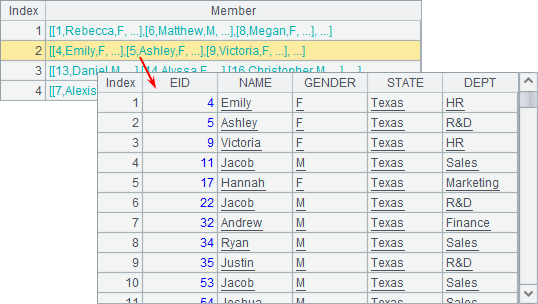 Index Member
1 [[1,Rebecca,F, ...],[6,Matthew,M, ...],[8,Megan,F, ...], ...]
2 [[4,Emily,F, ...],[5,Ashley,F, ...],[9,Victoria,F, ...], ...]
3 [[13,Daniel,M, ...],[14,Alyssa,F, ...],[16,Christopher,M, ...], ...]
4 [[7,Alexis
Index EID NAME GENDER STATE DEPT
1 4 Emily F Texas HR
2 5 Ashley F Texas R&D
3 9 Victoria F Texas HR
4 11 Jacob M Texas Sales
5 17 Hannah F Texas Marketing
6 22 Jacob M Texas R&D
7 32 Andrew M Texas Finance
8 34 Ryan M Texas Sales
9 35 Justin M Texas R&D
10 53 Jacob M Texas Sales
11 54 Joshua M Texas Sales